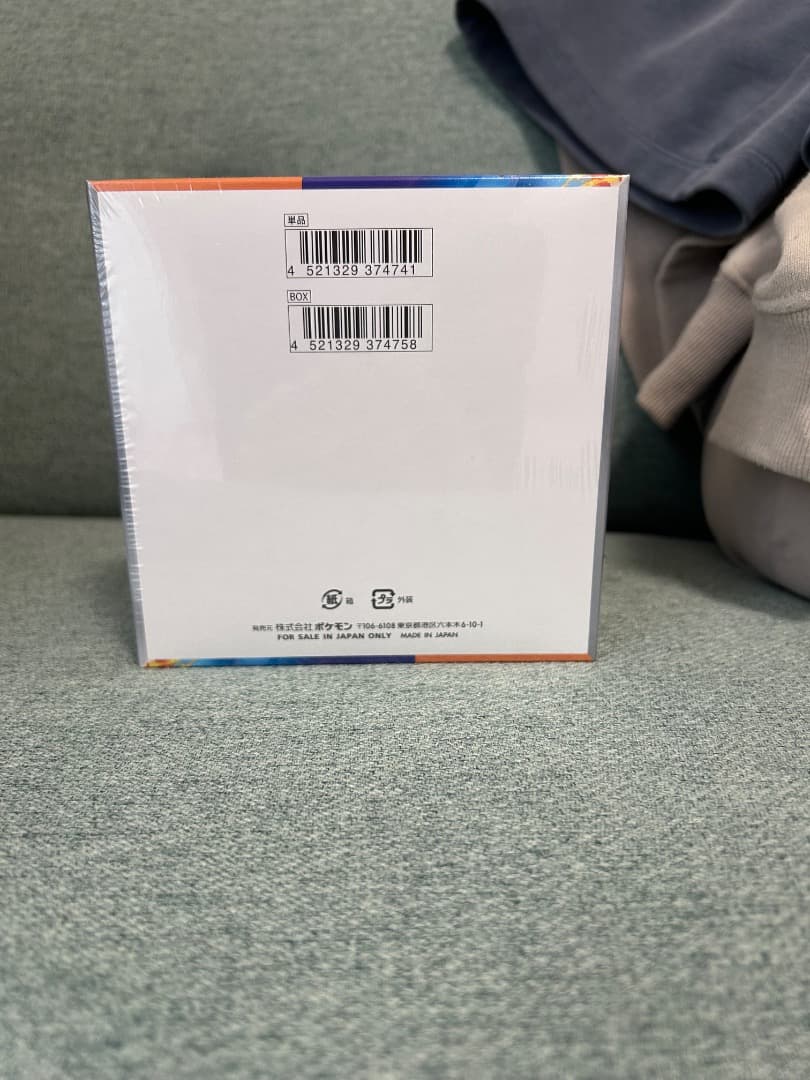 単品
4 521329 374741
BOX
4 521329 374758
紙 箱 プラ 外装
発売元 株式会社 ポケモン 〒106-6108 東京都港区六本木6-10-1
FOR SALE IN JAPAN ONLY MADE IN JAPAN